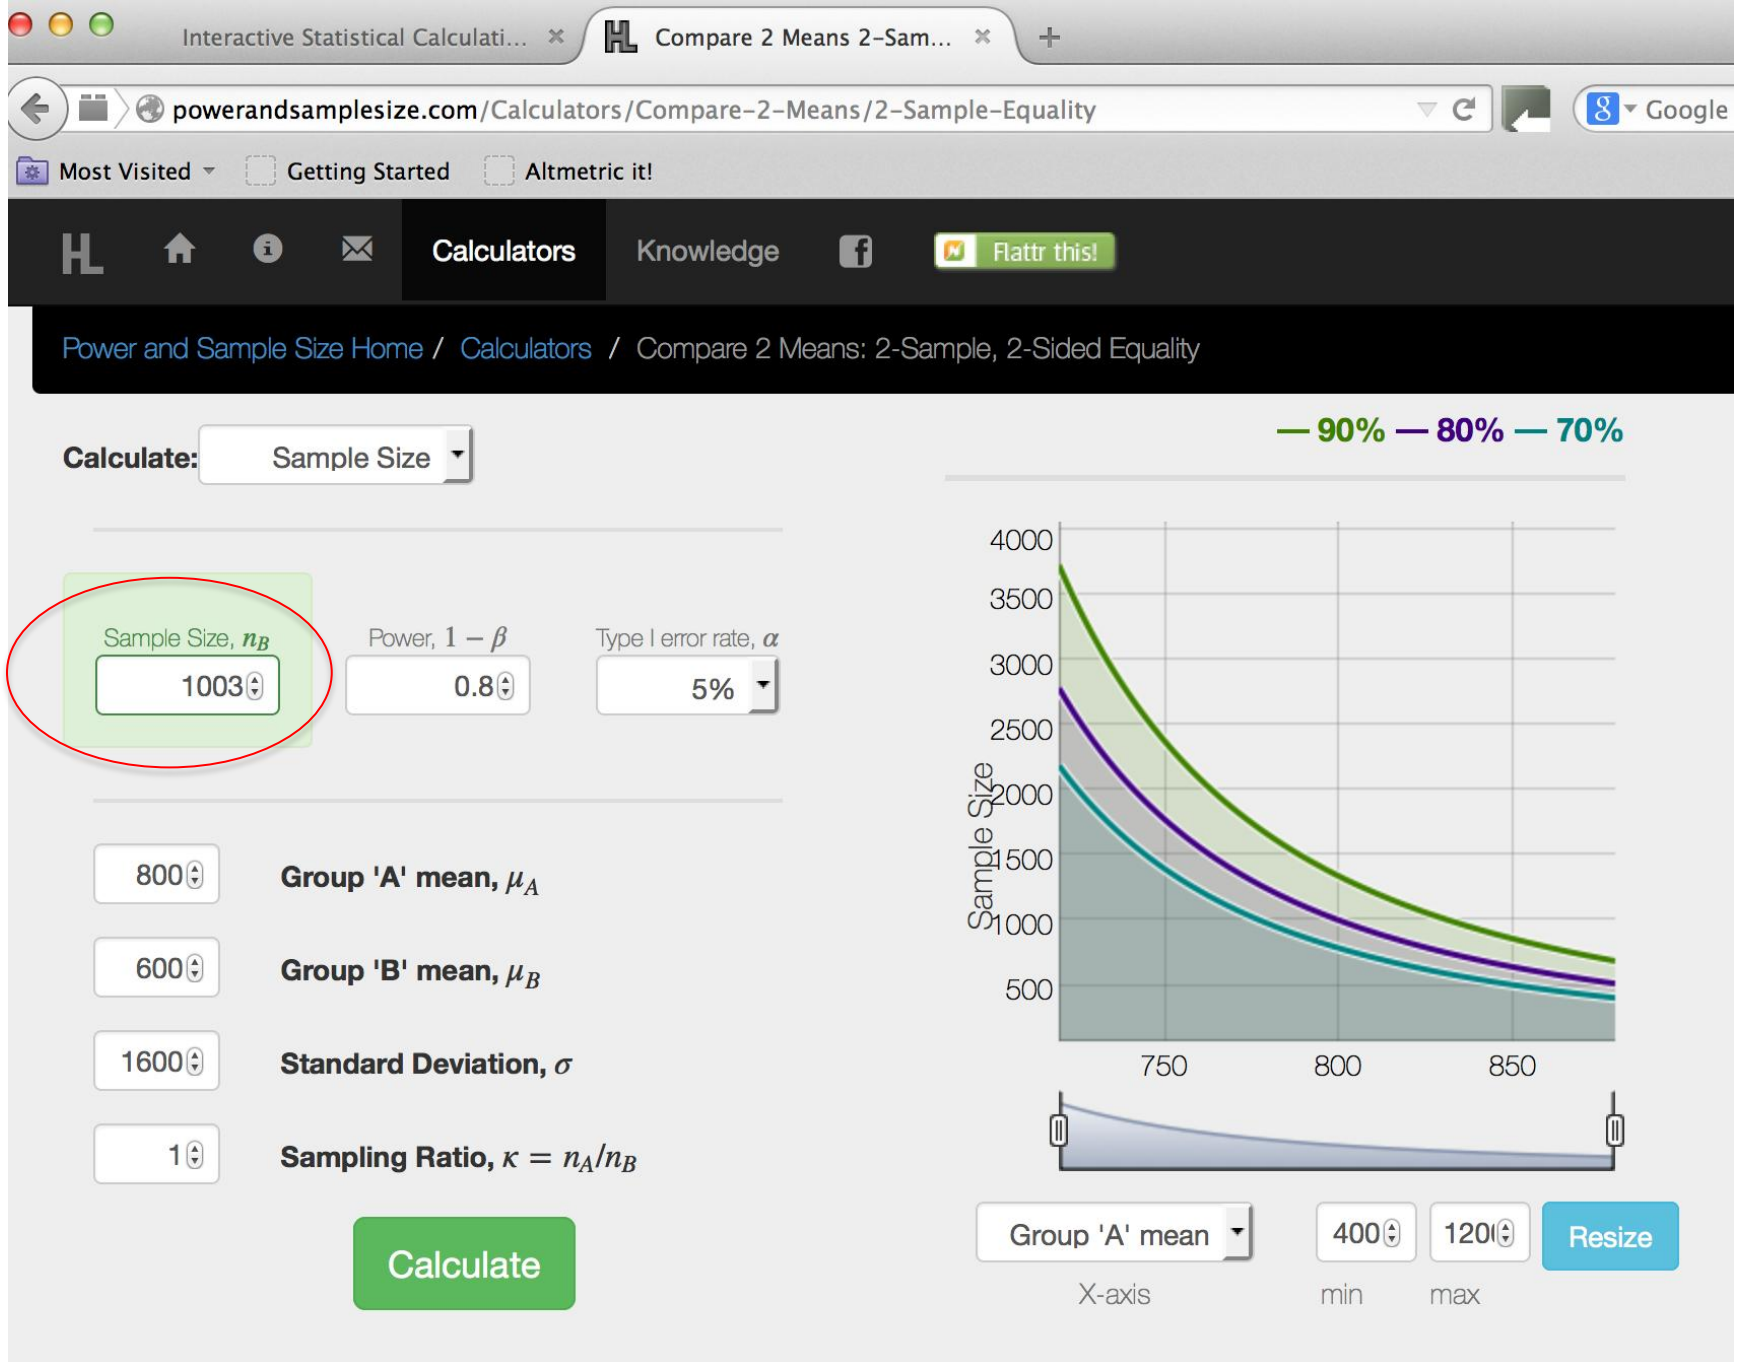 Interactive Statistical Calculati... ×
HL Compare 2 Means 2-Sam... × +
powerandsamplesize.com/Calculators/Compare-2-Means/2-Sample-Equality
8 Google
Most Visited Getting Started Altmetric it!
HL Calculators Knowledge f Flattr this!
Power and Sample Size Home / Calculators / Compare 2 Means: 2-Sample, 2-Sided Equality
Calculate: Sample Size
Sample Size, nB
1003
Power, 1 − β
0.8
Type I error rate, α
5%
800 Group 'A' mean, μA
600 Group 'B' mean, μB
1600 Standard Deviation, σ
1 Sampling Ratio, κ = nA/nB
Calculate
— 90% — 80% — 70%
Sample Size
4000
3500
3000
2500
2000
1500
1000
500
750 800 850
Group 'A' mean
X-axis
400
min
1200
max
Resize